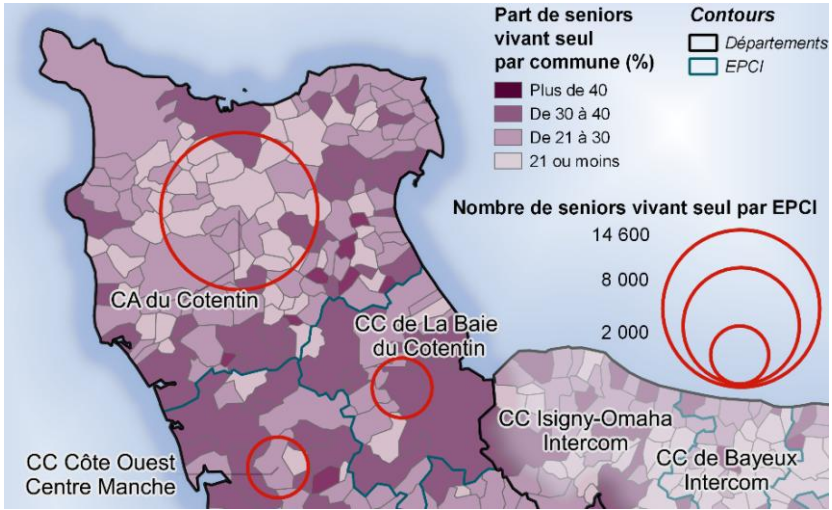 Part de seniors
vivant seul
par commune (%)
Plus de 40
De 30 à 40
De 21 à 30
21 ou moins
Contours
Départements
EPCI
Nombre de seniors vivant seul par EPCI
14 600
8 000
2 000
CA du Cotentin
CC de La Baie
du Cotentin
CC Isigny-Omaha
Intercom
CC de Bayeux
Intercom
CC Côte Ouest
Centre Manche